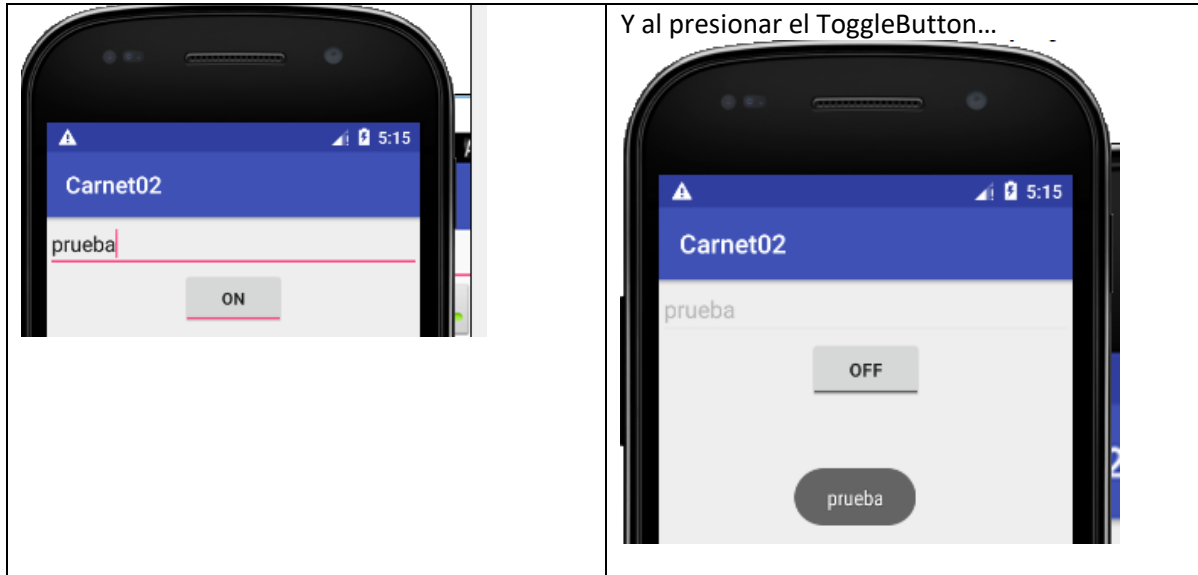 5:15
Carnet02
prueba
ON
Y al presionar el ToggleButton...
5:15
Carnet02
prueba
OFF
prueba